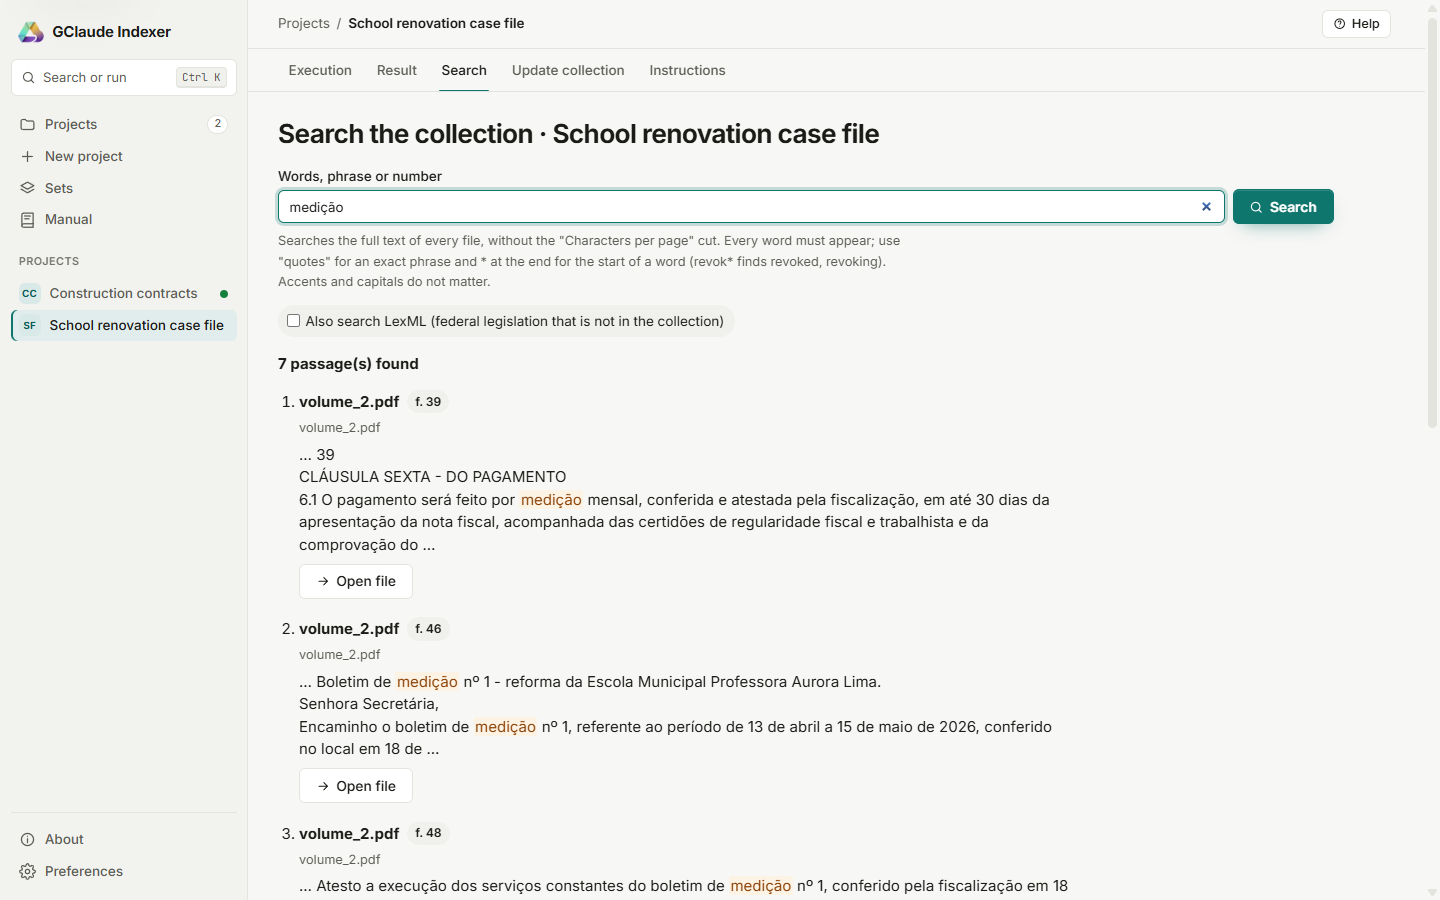 GClaude Indexer
Search or run
Ctrl K
Projects
2
New project
Sets
Manual
PROJECTS
CC
Construction contracts
SF
School renovation case file
About
Preferences
Projects / School renovation case file
Help
Execution
Result
Search
Update collection
Instructions
Search the collection · School renovation case file
Words, phrase or number
medição
Search
Searches the full text of every file, without the "Characters per page" cut. Every word must appear; use
"quotes" for an exact phrase and * at the end for the start of a word (revok* finds revoked, revoking).
Accents and capitals do not matter.
Also search LexML (federal legislation that is not in the collection)
7 passage(s) found
1. volume_2.pdf f. 39
volume_2.pdf
... 39
CLÁUSULA SEXTA - DO PAGAMENTO
6.1 O pagamento será feito por medição mensal, conferida e atestada pela fiscalização, em até 30 dias da
apresentação da nota fiscal, acompanhada das certidões de regularidade fiscal e trabalhista e da
comprovação do ...
Open file
2. volume_2.pdf f. 46
volume_2.pdf
... Boletim de medição nº 1 - reforma da Escola Municipal Professora Aurora Lima.
Senhora Secretária,
Encaminho o boletim de medição nº 1, referente ao período de 13 de abril a 15 de maio de 2026, conferido
no local em 18 de ...
Open file
3. volume_2.pdf f. 48
volume_2.pdf
... Atesto a execução dos serviços constantes do boletim de medição nº 1, conferido pela fiscalização em 18